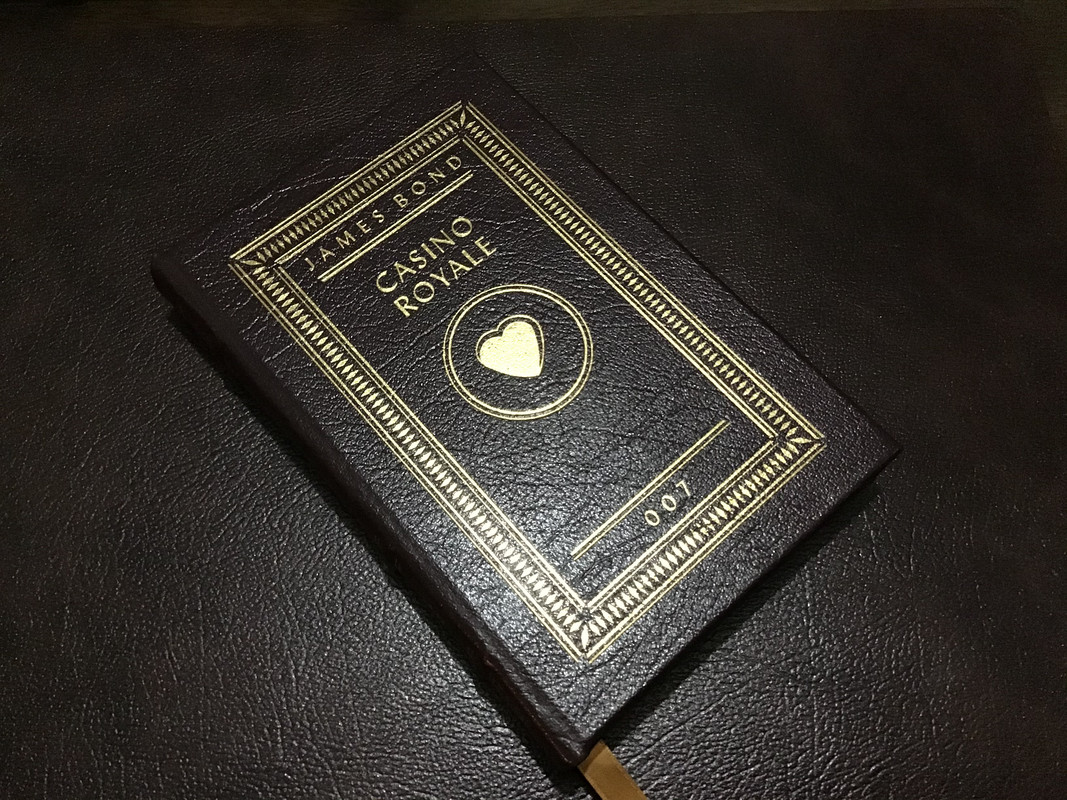 JAMES BOND
CASINO
ROYALE
007